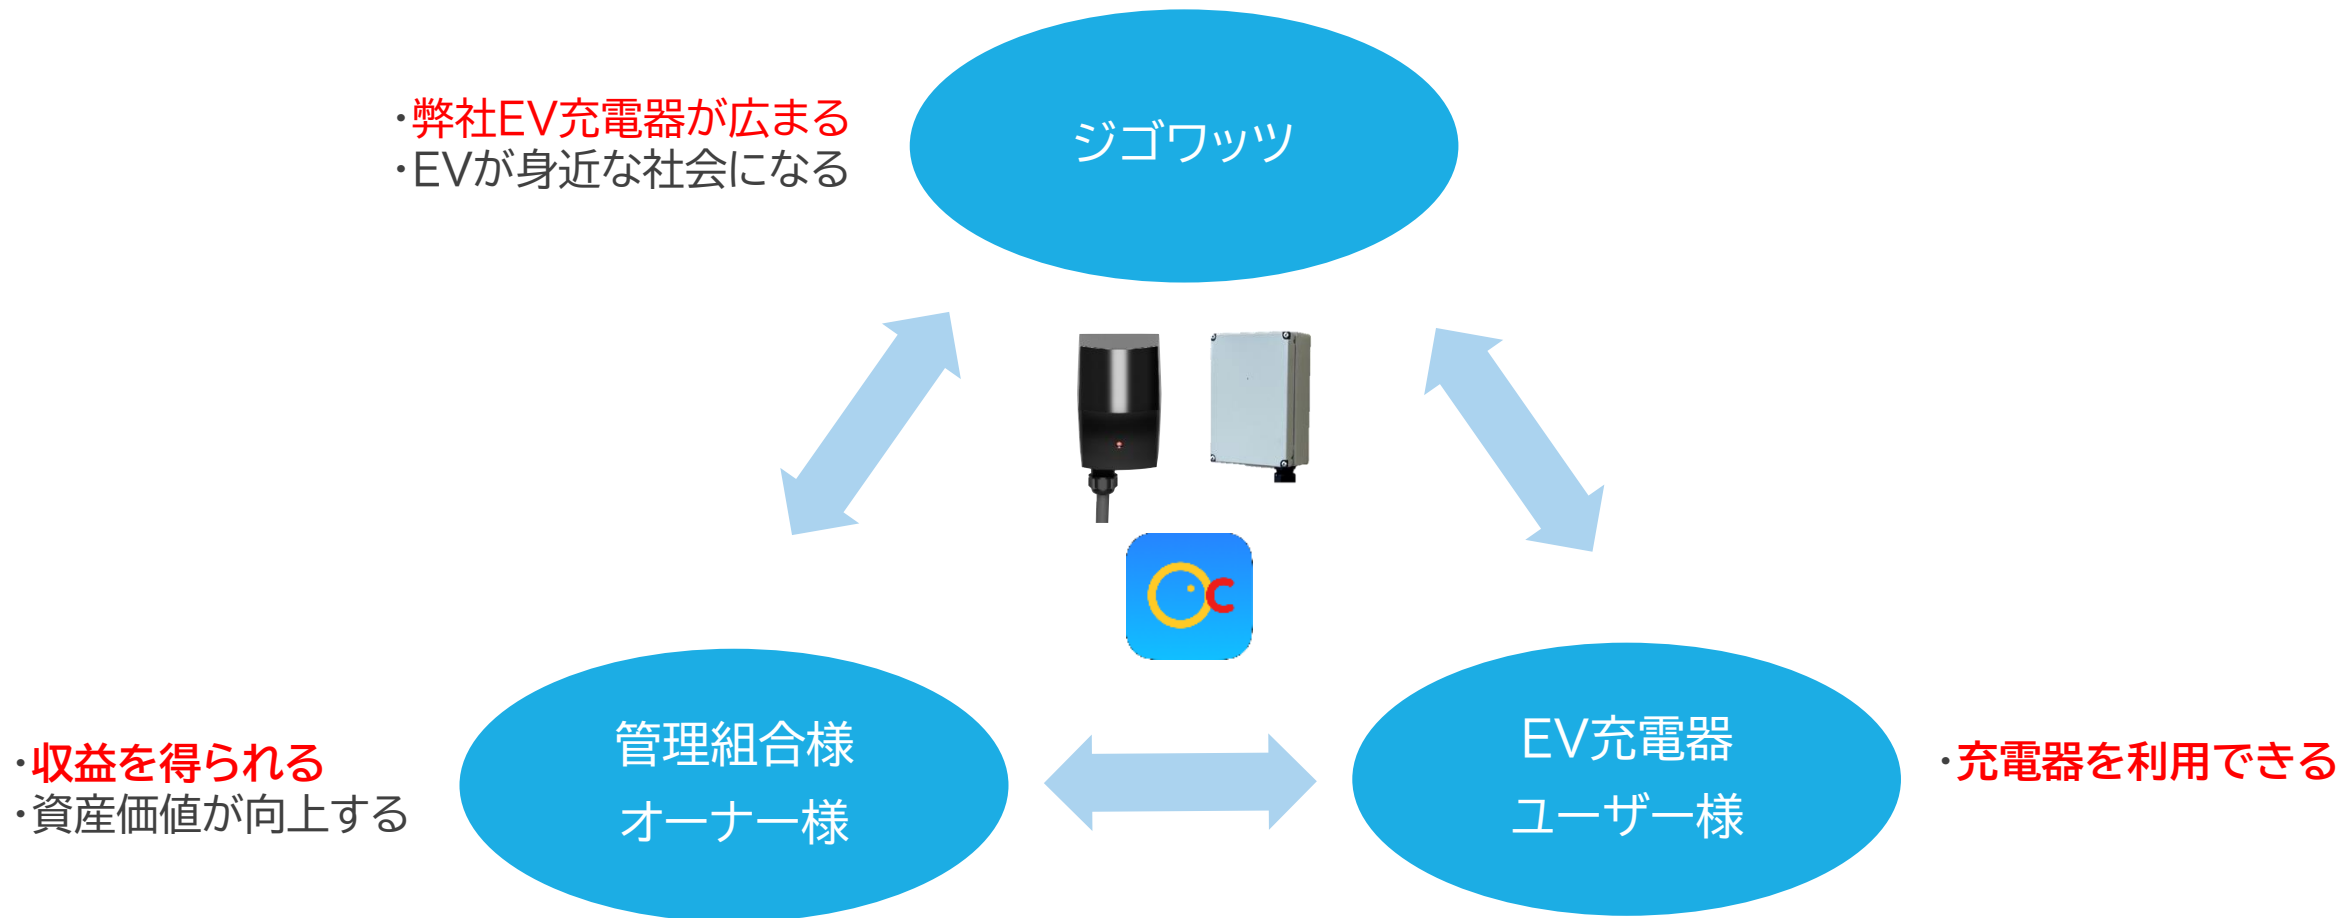 ・弊社EV充電器が広まる
・EVが身近な社会になる
ジゴワッツ
・収益を得られる
・資産価値が向上する
管理組合様
オーナー様
EV充電器
ユーザー様
・充電器を利用できる